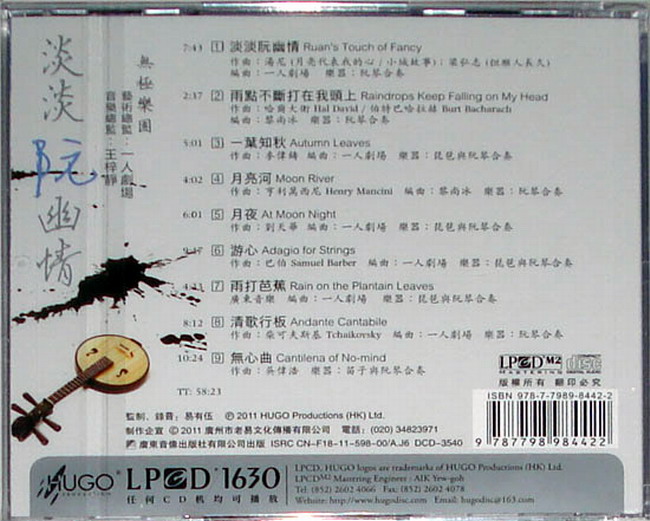 淡淡阮幽情
無極樂團
藝術總監：一人劇場
音樂總監：王梓靜
7:43 1 淡淡阮幽情 Ruan's Touch of Fancy
作曲：湯尼 (月亮代表我的心 / 小城故事)；梁弘志 (但願人長久)
編曲：一人劇場 樂器：阮琴合奏
2:37 2 雨點不斷打在我頭上 Raindrops Keep Falling on My Head
作曲：哈爾大衛 Hal David / 伯特巴哈拉赫 Burt Bacharach
編曲：黎尚冰 樂器：阮琴合奏
5:01 3 一葉知秋 Autumn Leaves
作曲：李偉鑄 編曲：一人劇場 樂器：琵琶與阮琴合奏
4:02 4 月亮河 Moon River
作曲：亨利萬西尼 Henry Mancini 編曲：黎尚冰 樂器：阮琴合奏
6:01 5 月夜 At Moon Night
作曲：劉天華 編曲：一人劇場 樂器：琵琶與阮琴合奏
9:17 6 游心 Adagio for Strings
作曲：巴伯 Samuel Barber 編曲：一人劇場 樂器：琵琶與阮琴合奏
4:23 7 雨打芭蕉 Rain on the Plantain Leaves
廣東音樂 編曲：一人劇場 樂器：琵琶與阮琴合奏
8:12 8 清歌行板 Andante Cantabile
作曲：柴可夫斯基 Tchaikovsky 編曲：一人劇場 樂器：阮琴合奏
10:24 9 無心曲 Cantilena of No-mind
作曲：吳偉浩 樂器：笛子與阮琴合奏
TT: 58:23
LPCD M2 MASTERING
disc DIGITAL AUDIO
版權所有 翻印必究
ISBN 978-7-7989-8442-2
9 787798 984422
監制、錄音：易有伍 ℗ 2011 HUGO Productions (HK) Ltd.
制作企宣 © 2011 廣州市老易文化傳播有限公司 電話：(020) 34823971
廣東音像出版社有限公司出版 ISRC CN–F18–11–598–00/A.J6 DCD–3540
HUGO® PRODUCTION
LPCD 1630
任何CD机均可播放
LPCD, HUGO logos are trademark of HUGO Productions (HK) Ltd.
LPCDM2 Mastering Engineer : AIK Yew-goh
Tel: (852) 2602 4066 Fax: (852) 2602 4078
Website: http://www.hugocorp.com Email: hugodisc@163.com